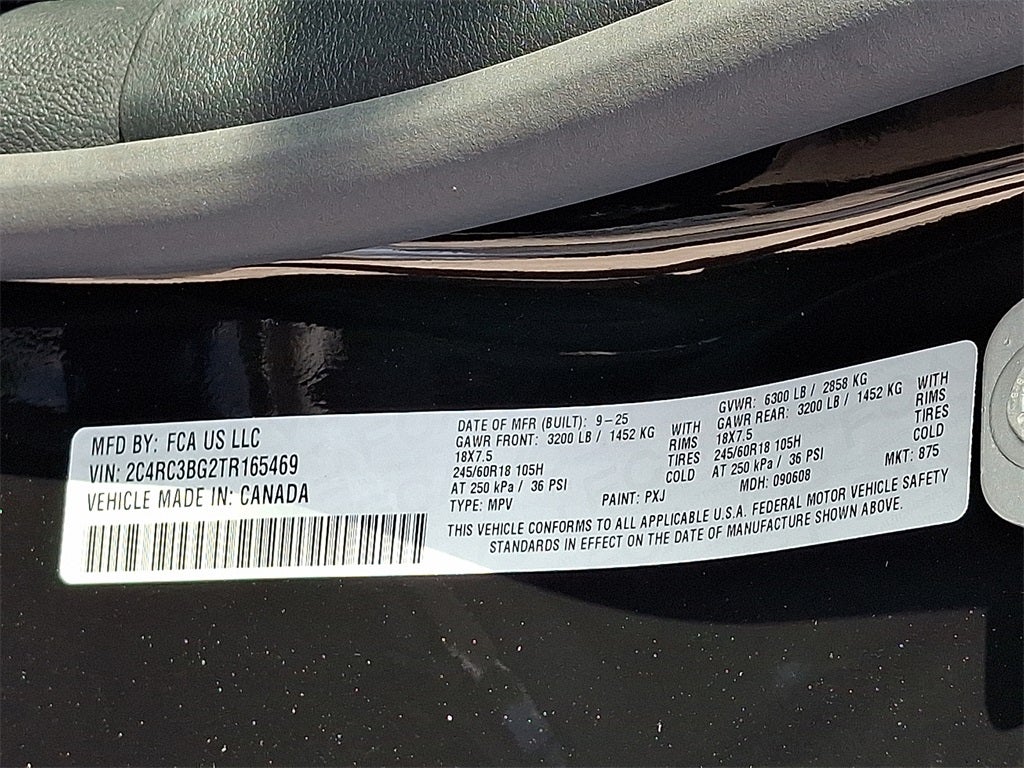 MFD BY: FCA US LLC
VIN: 2C4RC3BG2TR165469
VEHICLE MADE IN: CANADA
DATE OF MFR (BUILT): 9-25
GAWR FRONT: 3200 LB / 1452 KG WITH
18X7.5 RIMS
245/60R18 105H TIRES
AT 250 kPa / 36 PSI COLD
TYPE: MPV PAINT: PXJ
GVWR: 6300 LB / 2858 KG
GAWR REAR: 3200 LB / 1452 KG WITH
18X7.5 RIMS
245/60R18 105H TIRES
AT 250 kPa / 36 PSI COLD
MDH: 090608 MKT: 875
THIS VEHICLE CONFORMS TO ALL APPLICABLE U.S.A. FEDERAL MOTOR VEHICLE SAFETY
STANDARDS IN EFFECT ON THE DATE OF MANUFACTURE SHOWN ABOVE.